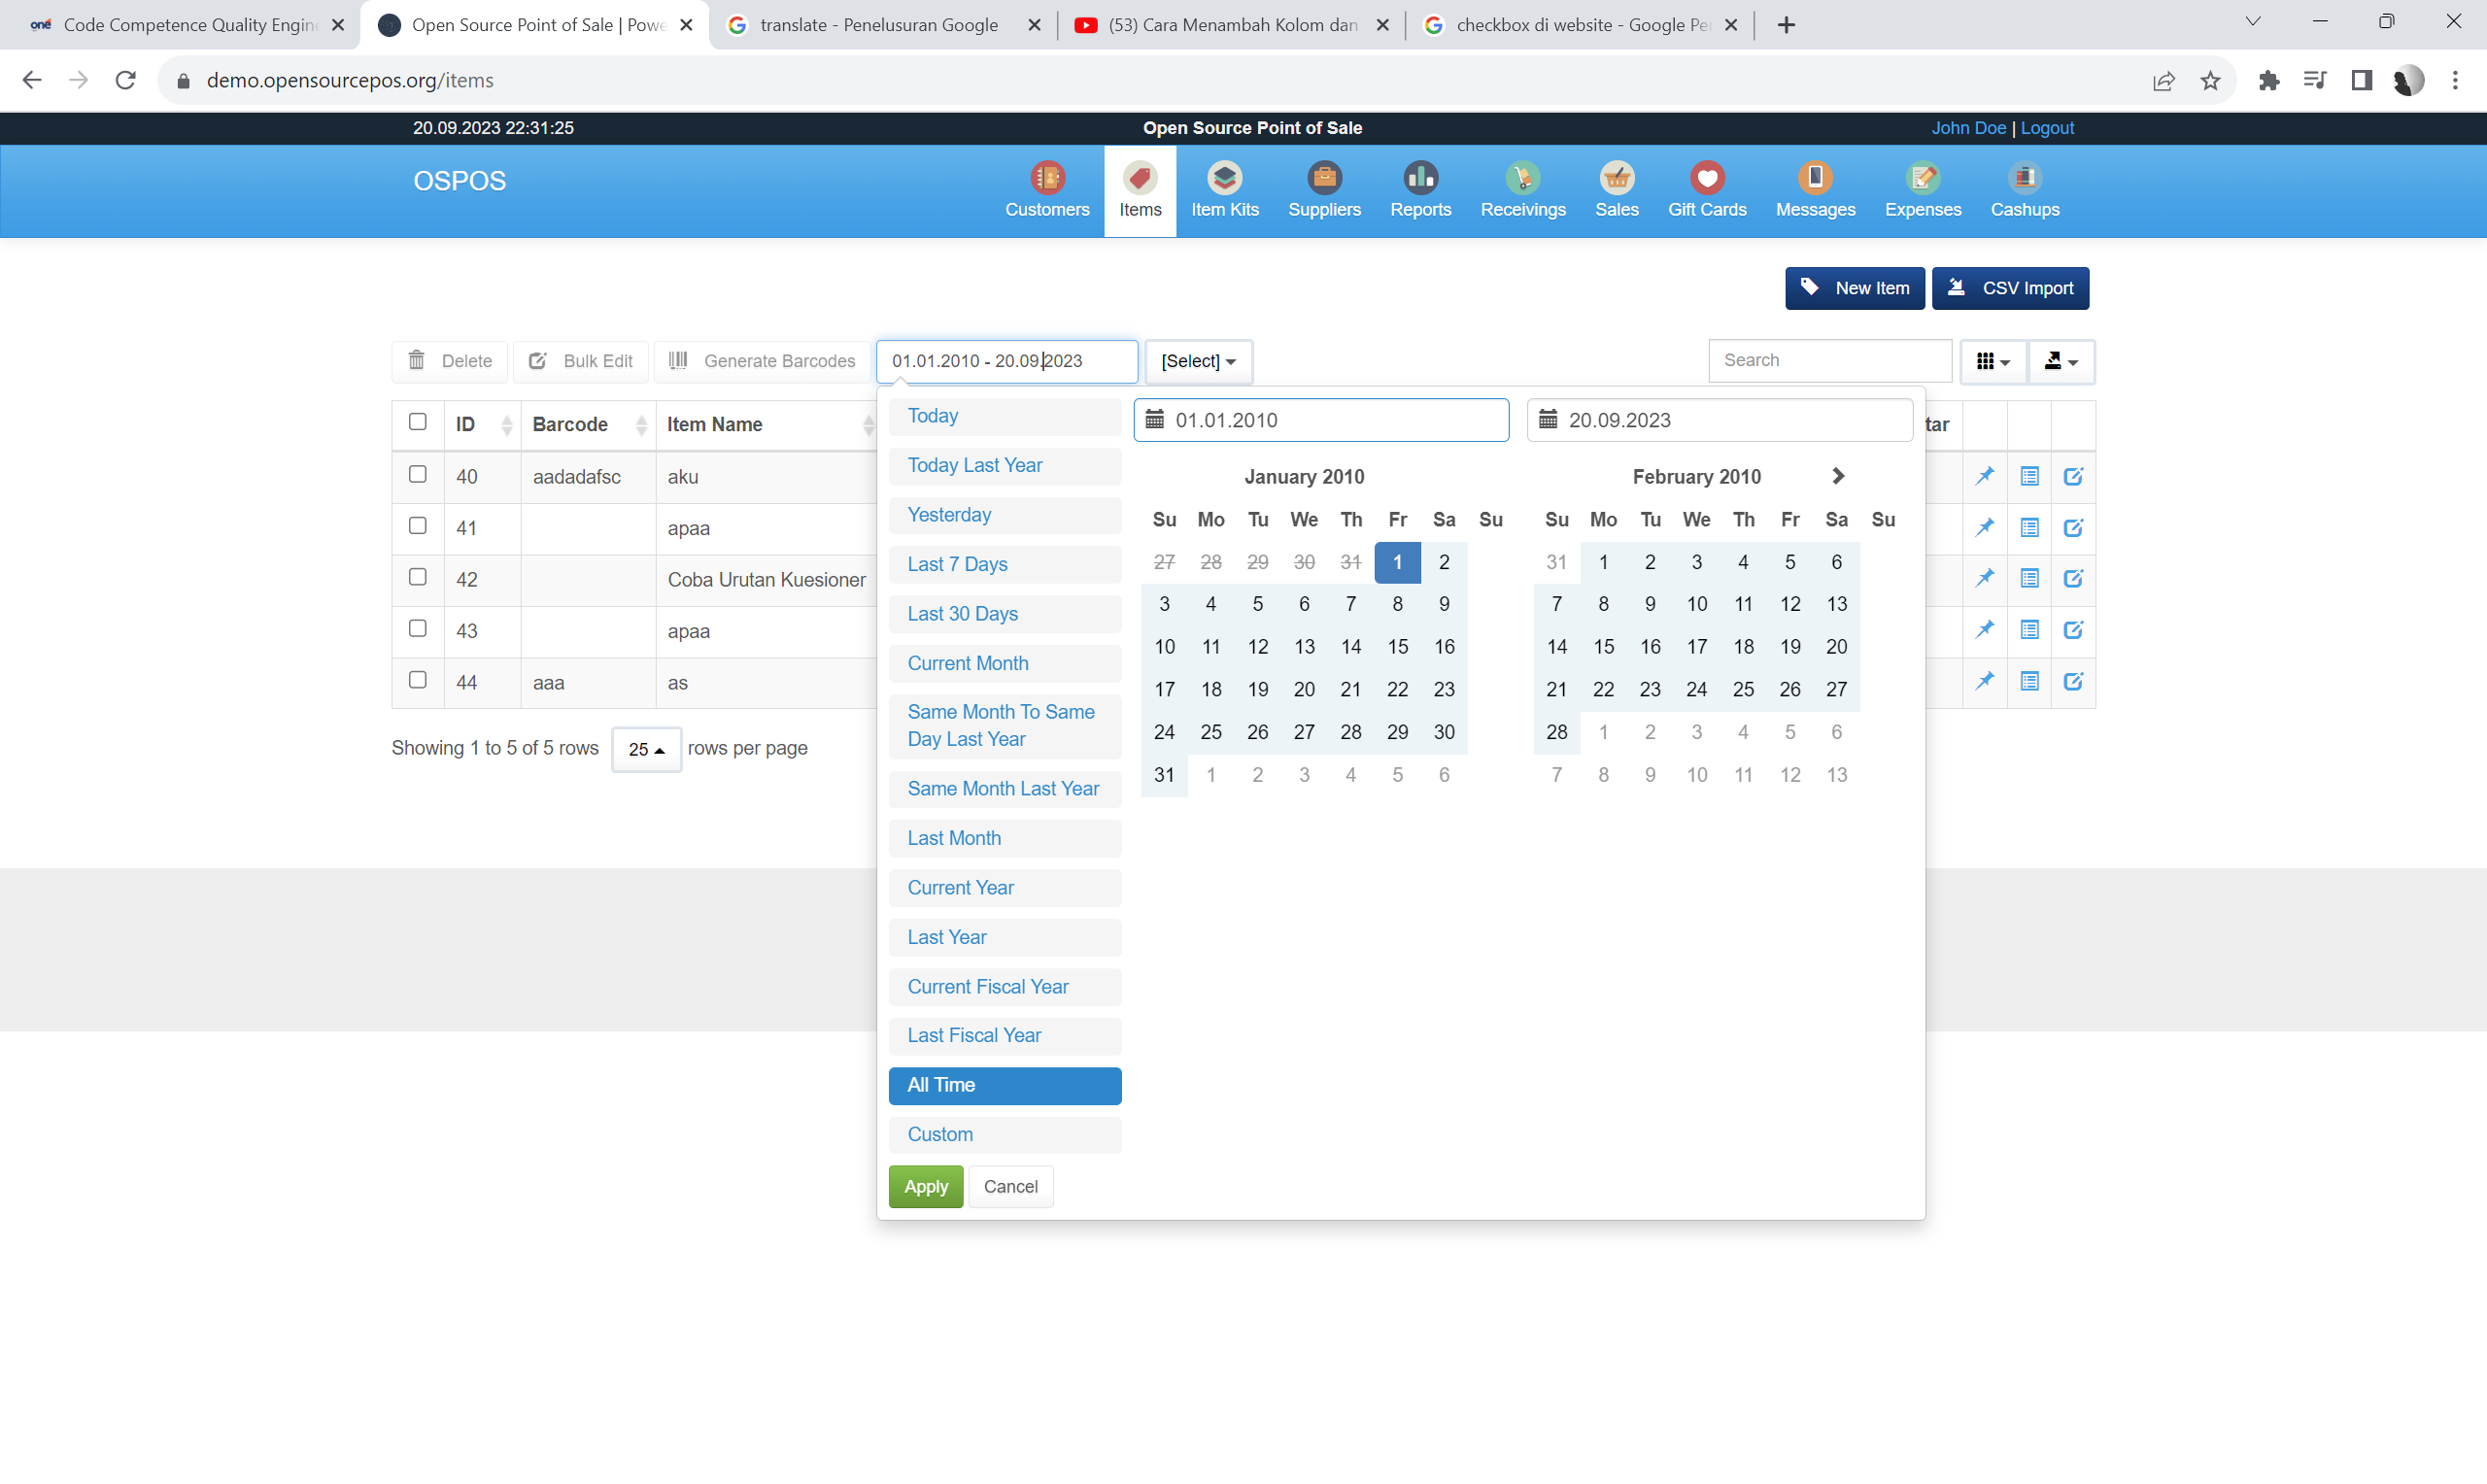 one Code Competence Quality Engin
Open Source Point of Sale | Powe
translate - Penelusuran Google
(53) Cara Menambah Kolom dan
checkbox di website - Google Pe
demo.opensourcepos.org/items
20.09.2023 22:31:25
Open Source Point of Sale
John Doe | Logout
OSPOS
Customers
Items
Item Kits
Suppliers
Reports
Receivings
Sales
Gift Cards
Messages
Expenses
Cashups
New Item
CSV Import
Delete
Bulk Edit
Generate Barcodes
01.01.2010 - 20.09.2023
[Select]
Search
ID Barcode Item Name
tar
40 aadadafsc aku
41 apaa
42 Coba Urutan Kuesioner
43 apaa
44 aaa as
Showing 1 to 5 of 5 rows 25 rows per page
Today
Today Last Year
Yesterday
Last 7 Days
Last 30 Days
Current Month
Same Month To Same
Day Last Year
Same Month Last Year
Last Month
Current Year
Last Year
Current Fiscal Year
Last Fiscal Year
All Time
Custom
Apply
Cancel
01.01.2010
January 2010
Su Mo Tu We Th Fr Sa Su
27 28 29 30 31 1 2
3 4 5 6 7 8 9
10 11 12 13 14 15 16
17 18 19 20 21 22 23
24 25 26 27 28 29 30
31 1 2 3 4 5 6
20.09.2023
February 2010
Su Mo Tu We Th Fr Sa Su
31 1 2 3 4 5 6
7 8 9 10 11 12 13
14 15 16 17 18 19 20
21 22 23 24 25 26 27
28 1 2 3 4 5 6
7 8 9 10 11 12 13